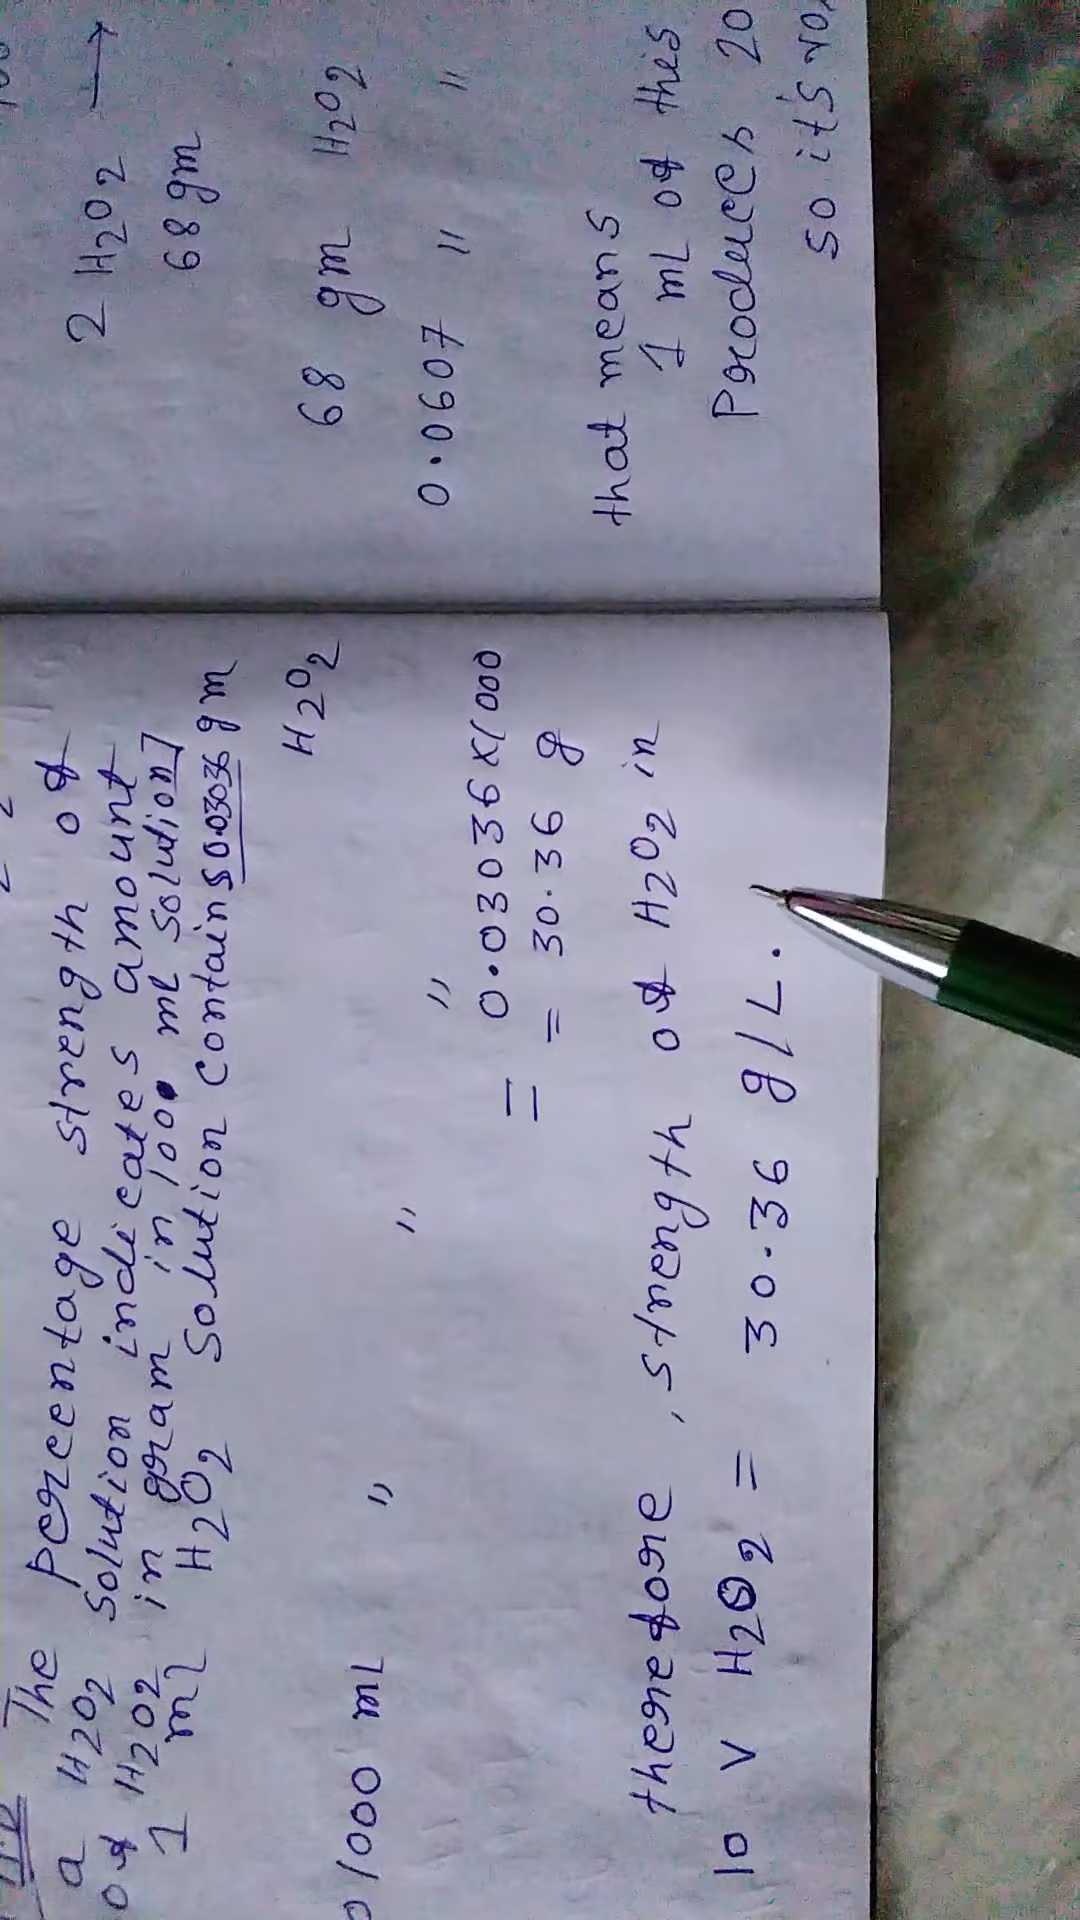 The percentage strength of
a H2O2 solution indicates amount
of H2O2 in gram in 100 ml solution]
1 ml H2O2 solution contains 0.03036 gm
H2O2
1000 mL " " "
= 0.03036×1000
= 30.36 g
therefore, strength of H2O2 in
10 V H2O2 = 30.36 g/L.
2 H2O2 →
68 gm
68 gm H2O2
0.0607 " "
that means
1 mL of this
Produces 20
so it's vo